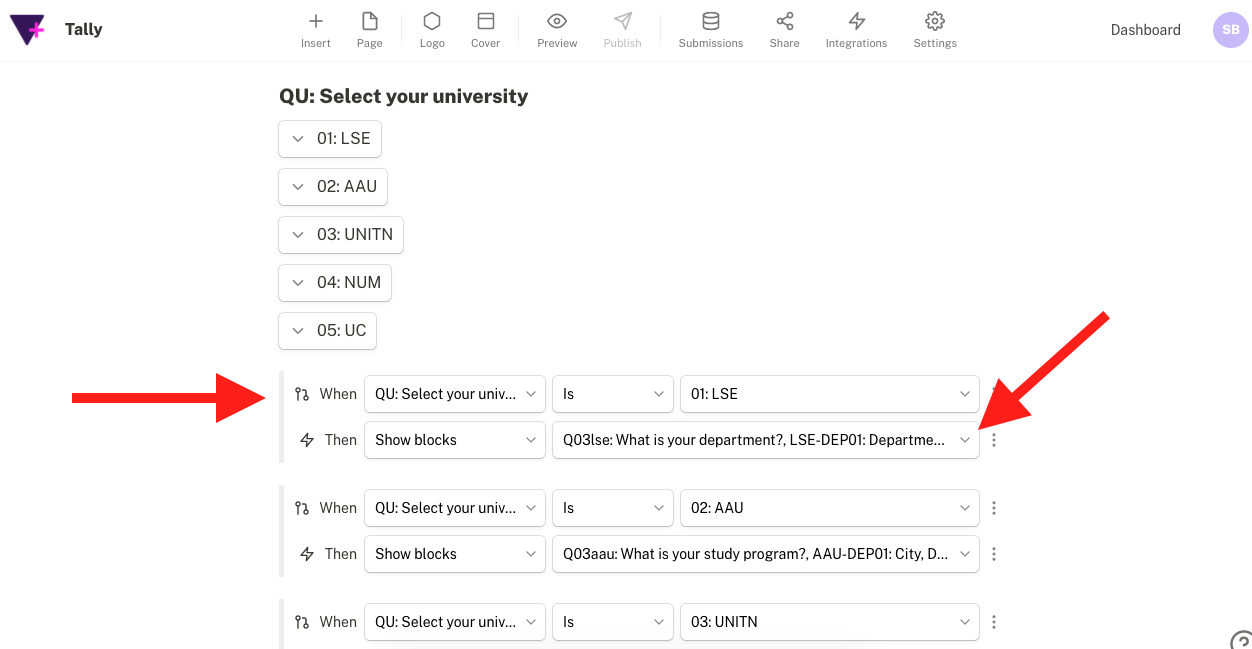 Tally
Insert
Page
Logo
Cover
Preview
Publish
Submissions
Share
Integrations
Settings
Dashboard
SB
QU: Select your university
01: LSE
02: AAU
03: UNITN
04: NUM
05: UC
When QU: Select your univ... Is 01: LSE
Then Show blocks Q03lse: What is your department?, LSE-DEP01: Departme...
When QU: Select your univ... Is 02: AAU
Then Show blocks Q03aau: What is your study program?, AAU-DEP01: City, D...
When QU: Select your univ... Is 03: UNITN